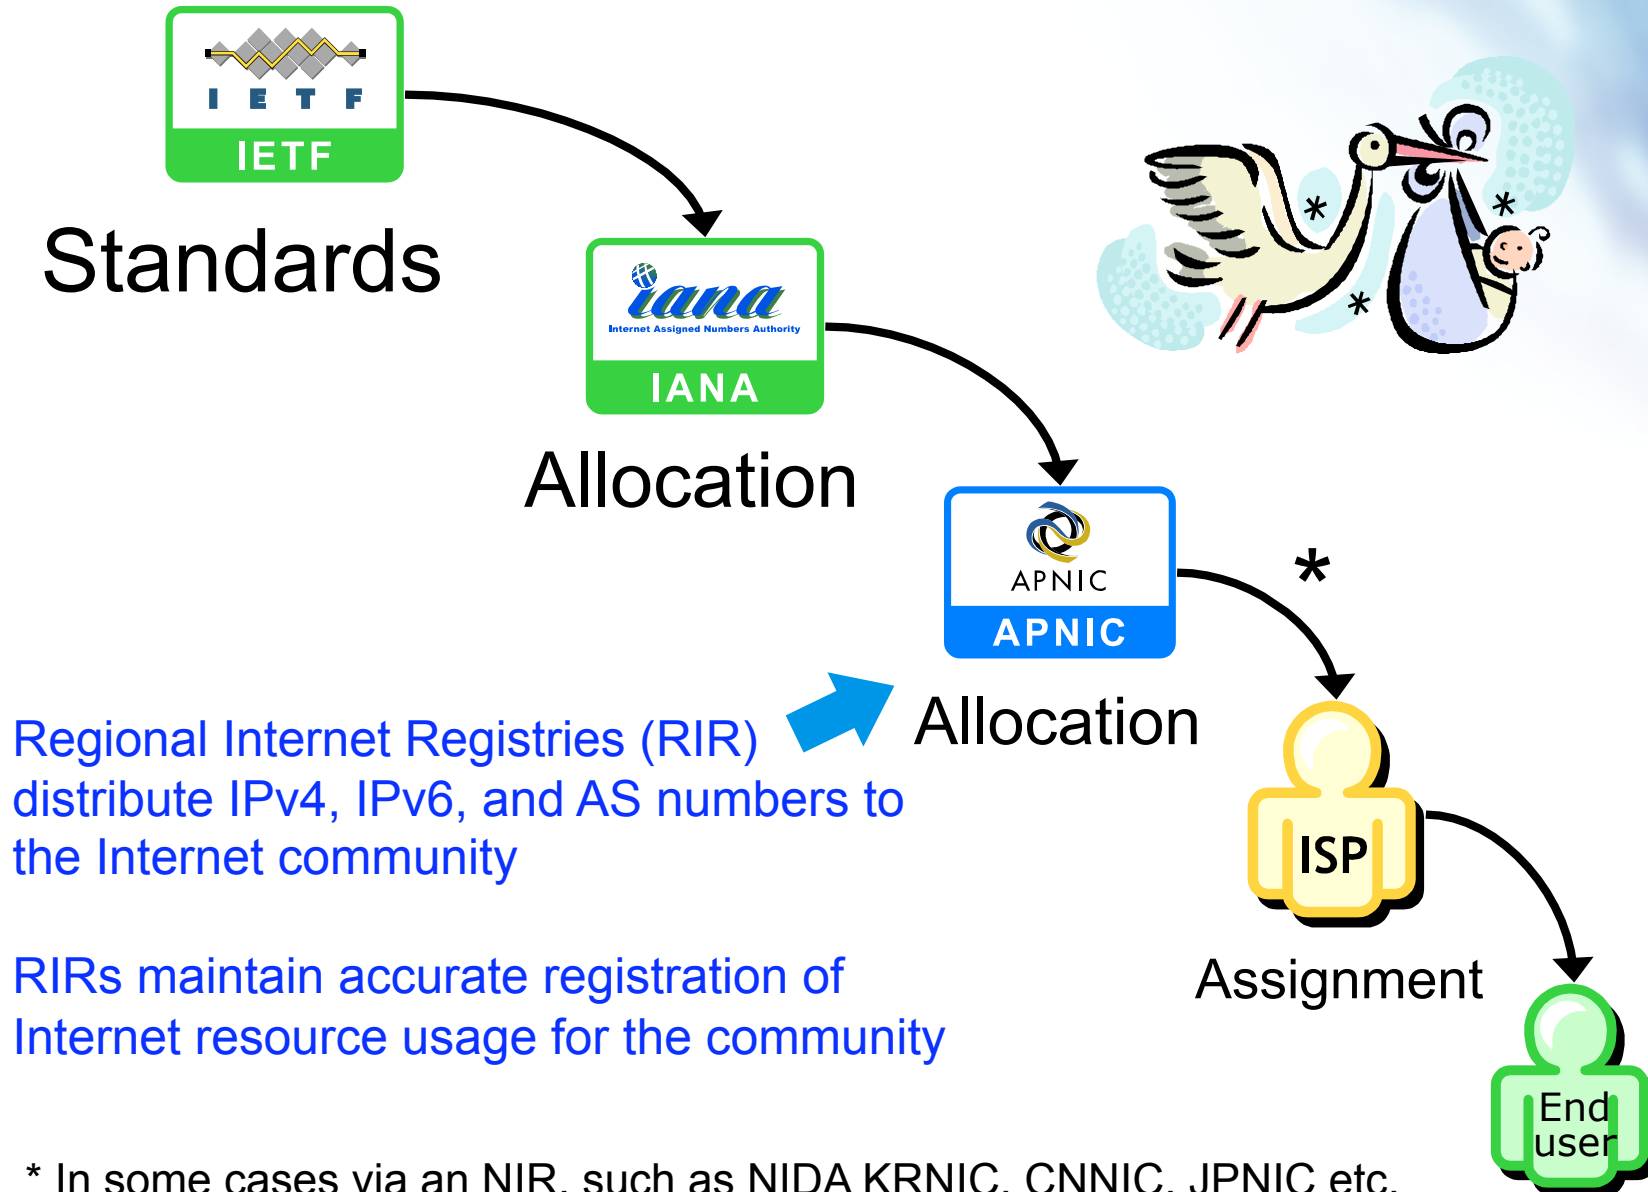 I E T F
IETF
Standards
iana
Internet Assigned Numbers Authority
IANA
Allocation
APNIC
APNIC
*
Allocation
Regional Internet Registries (RIR)
distribute IPv4, IPv6, and AS numbers to
the Internet community
ISP
Assignment
RIRs maintain accurate registration of
Internet resource usage for the community
End
user
* In some cases via an NIR, such as NIDA KRNIC, CNNIC, JPNIC etc.